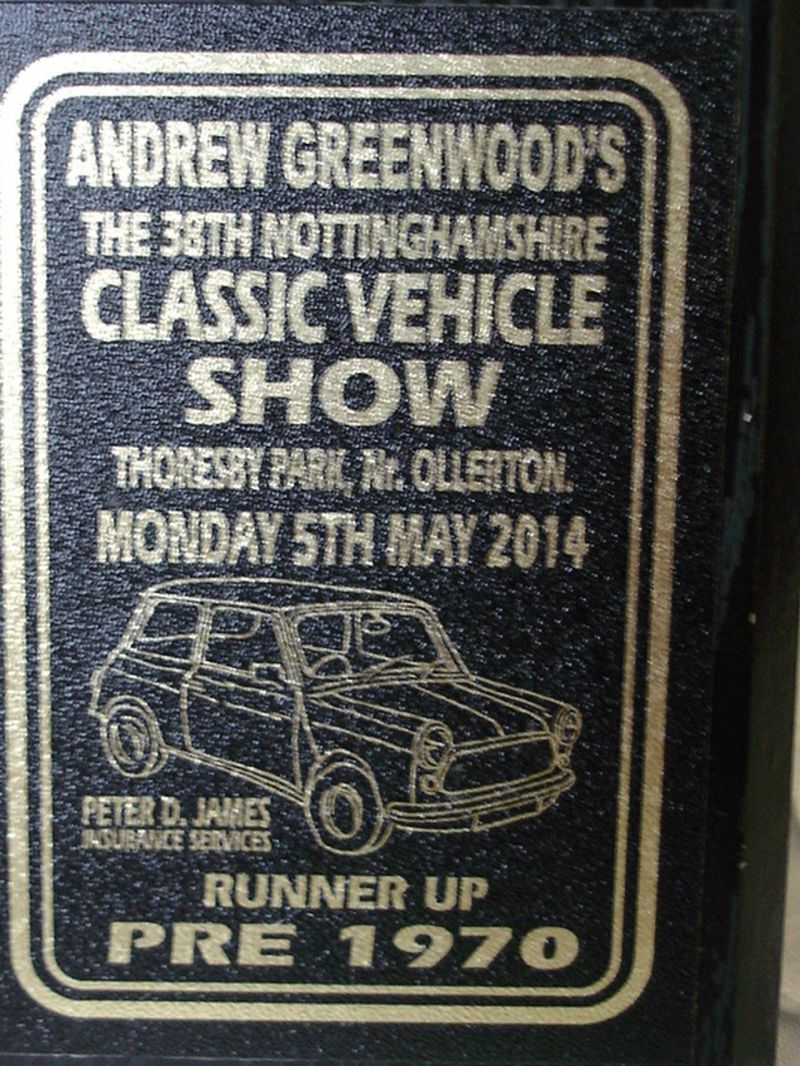 ANDREW GREENWOOD'S
THE 38TH NOTTINGHAMSHIRE
CLASSIC VEHICLE
SHOW
THORESBY PARK, Nr. OLLERTON.
MONDAY 5TH MAY 2014
PETER D. JAMES
INSURANCE SERVICES
RUNNER UP
PRE 1970